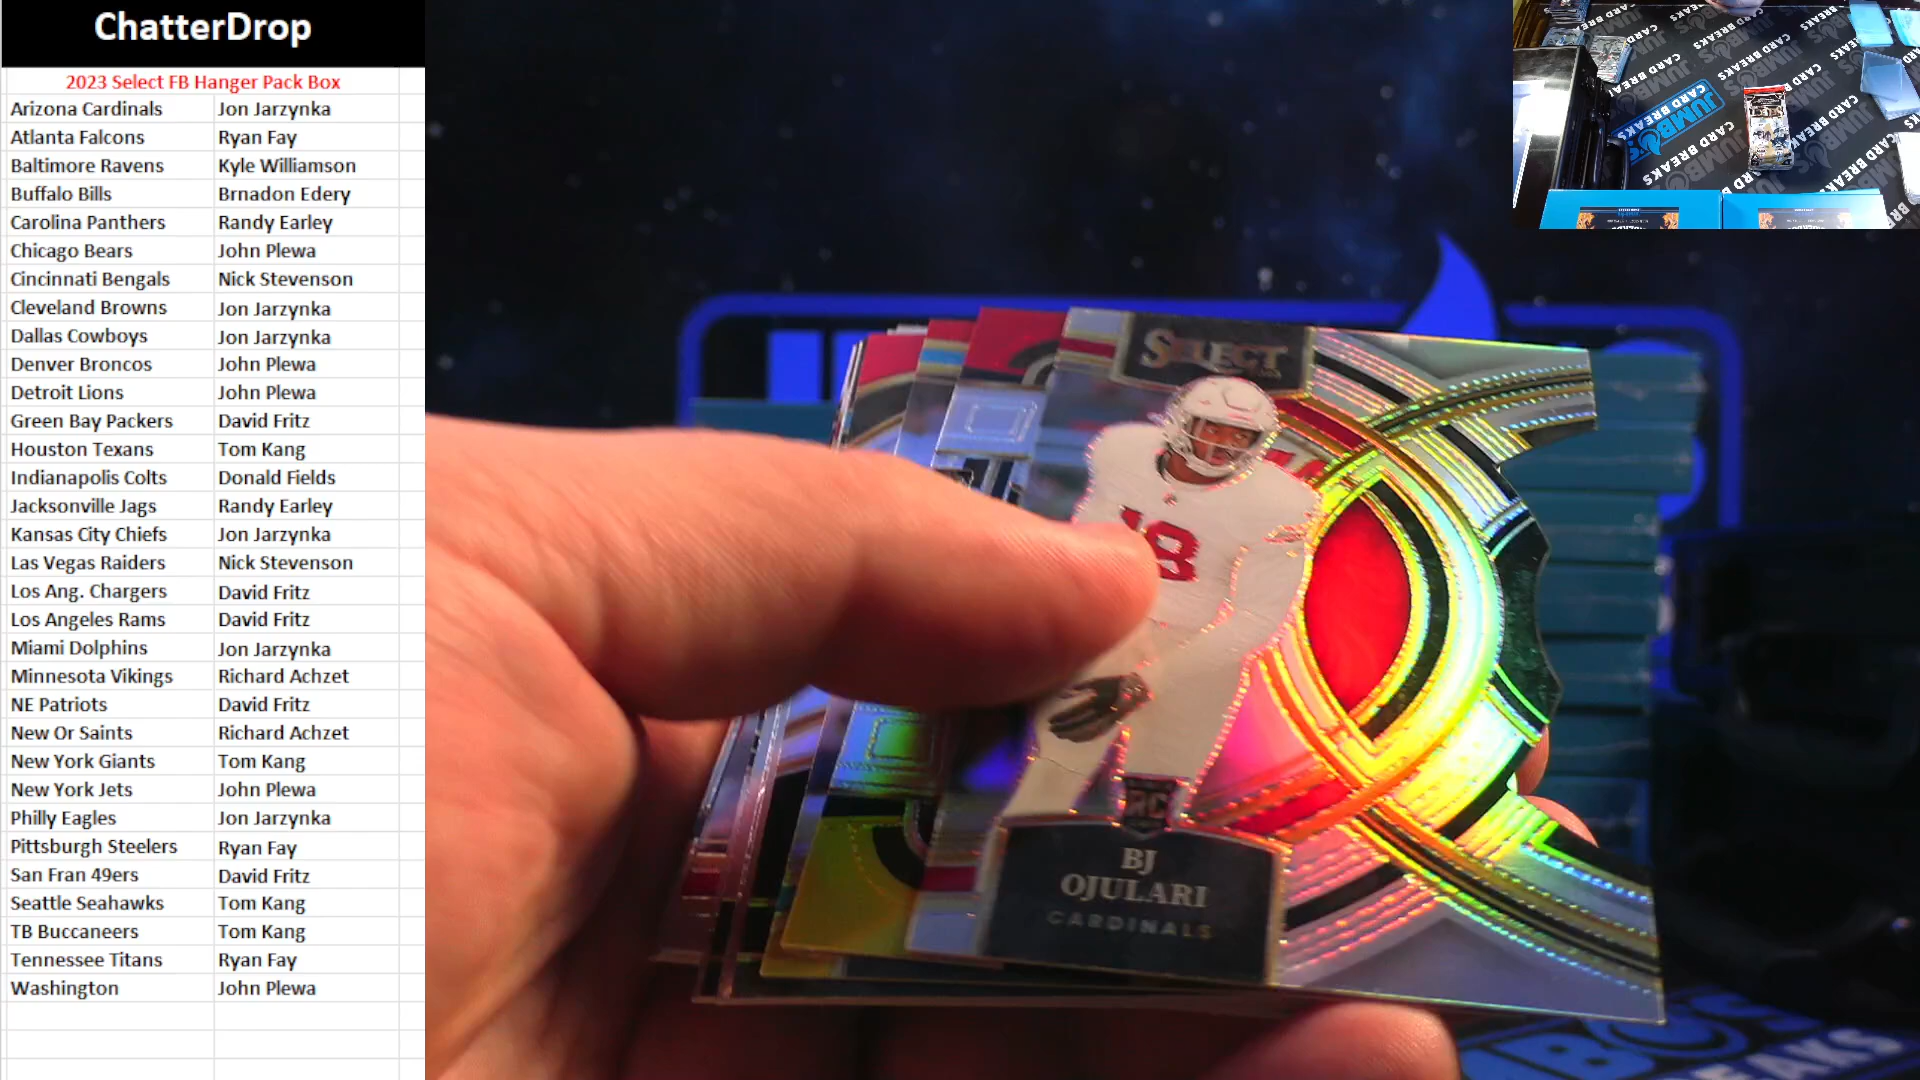 ChatterDrop
2023 Select FB Hanger Pack Box
Arizona Cardinals Jon Jarzynka
Atlanta Falcons Ryan Fay
Baltimore Ravens Kyle Williamson
Buffalo Bills Brnadon Edery
Carolina Panthers Randy Earley
Chicago Bears John Plewa
Cincinnati Bengals Nick Stevenson
Cleveland Browns Jon Jarzynka
Dallas Cowboys Jon Jarzynka
Denver Broncos John Plewa
Detroit Lions John Plewa
Green Bay Packers David Fritz
Houston Texans Tom Kang
Indianapolis Colts Donald Fields
Jacksonville Jags Randy Earley
Kansas City Chiefs Jon Jarzynka
Las Vegas Raiders Nick Stevenson
Los Ang. Chargers David Fritz
Los Angeles Rams David Fritz
Miami Dolphins Jon Jarzynka
Minnesota Vikings Richard Achzet
NE Patriots David Fritz
New Or Saints Richard Achzet
New York Giants Tom Kang
New York Jets John Plewa
Philly Eagles Jon Jarzynka
Pittsburgh Steelers Ryan Fay
San Fran 49ers David Fritz
Seattle Seahawks Tom Kang
TB Buccaneers Tom Kang
Tennessee Titans Ryan Fay
Washington John Plewa
SELECT
18
RC
BJ
OJULARI
CARDINALS
JUMBO'S
CARD BREAKS